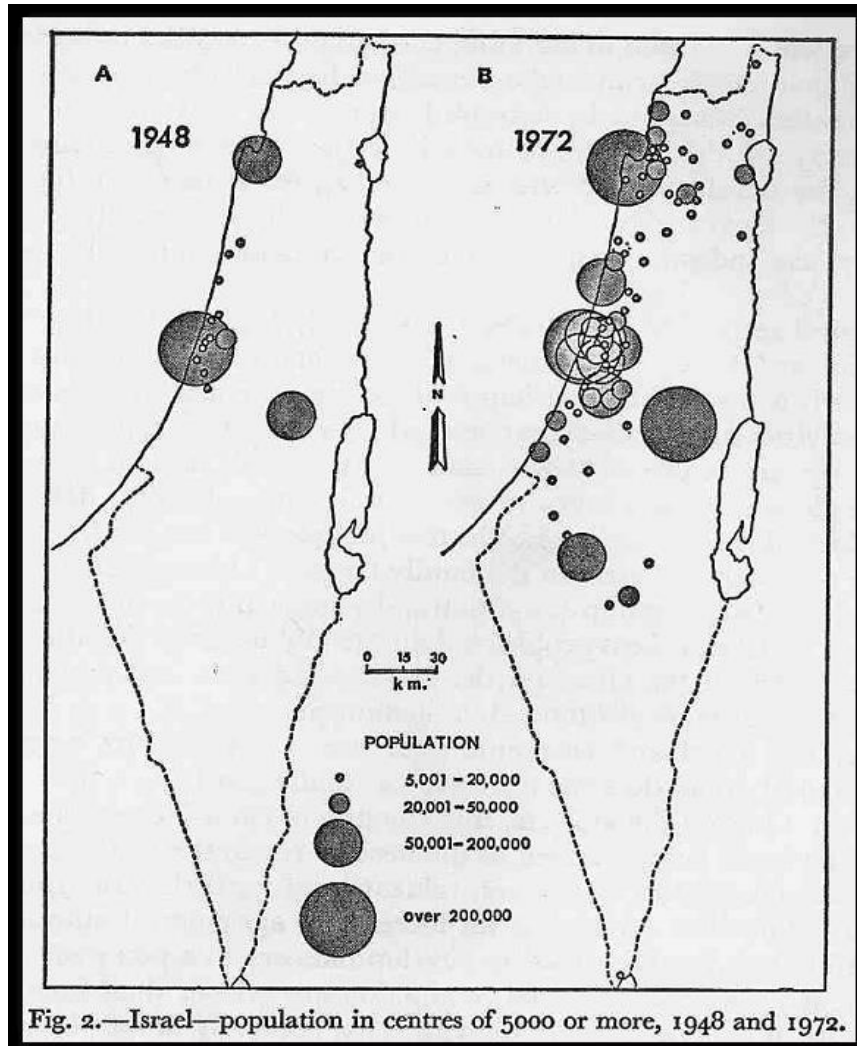 A
1948
B
1972
N
0 15 30
km.
POPULATION
5,001–20,000
20,001–50,000
50,001–200,000
over 200,000
Fig. 2.—Israel—population in centres of 5000 or more, 1948 and 1972.